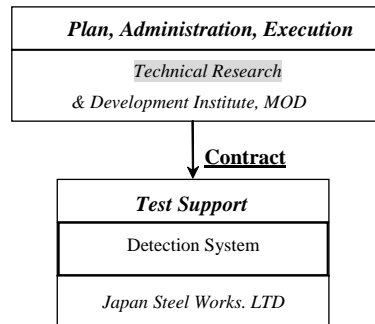 Plan, Administration, Execution
Technical Research
& Development Institute, MOD
Contract
Test Support
Detection System
Japan Steel Works. LTD